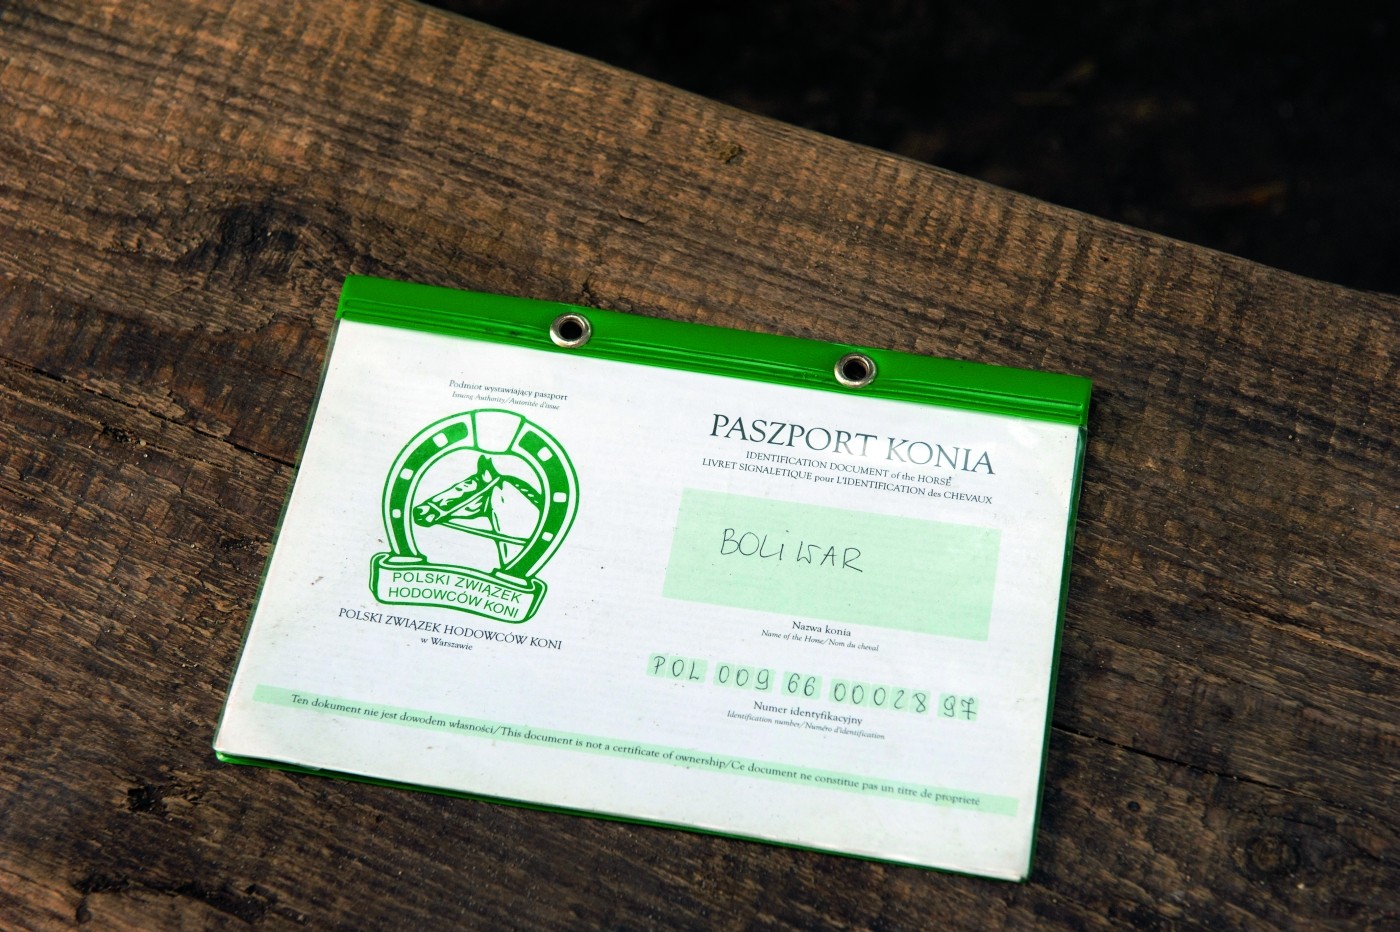 Podmiot wystawiający paszport
Issuing Authority/Autoritée d'issue
POLSKI ZWIĄZEK
HODOWCÓW KONI
POLSKI ZWIĄZEK HODOWCÓW KONI
w Warszawie
PASZPORT KONIA
IDENTIFICATION DOCUMENT of the HORSE
LIVRET SIGNALETIQUE pour L'IDENTIFICATION des CHEVAUX
BOLIWAR
Nazwa konia
Name of the Horse/Nom du cheval
POL 009 66 00028 97
Numer identyfikacyjny
Identification number/Numéro d'identification
Ten dokument nie jest dowodem własności/This document is not a certificate of ownership/Ce document ne constitue pas un titre de proprieté